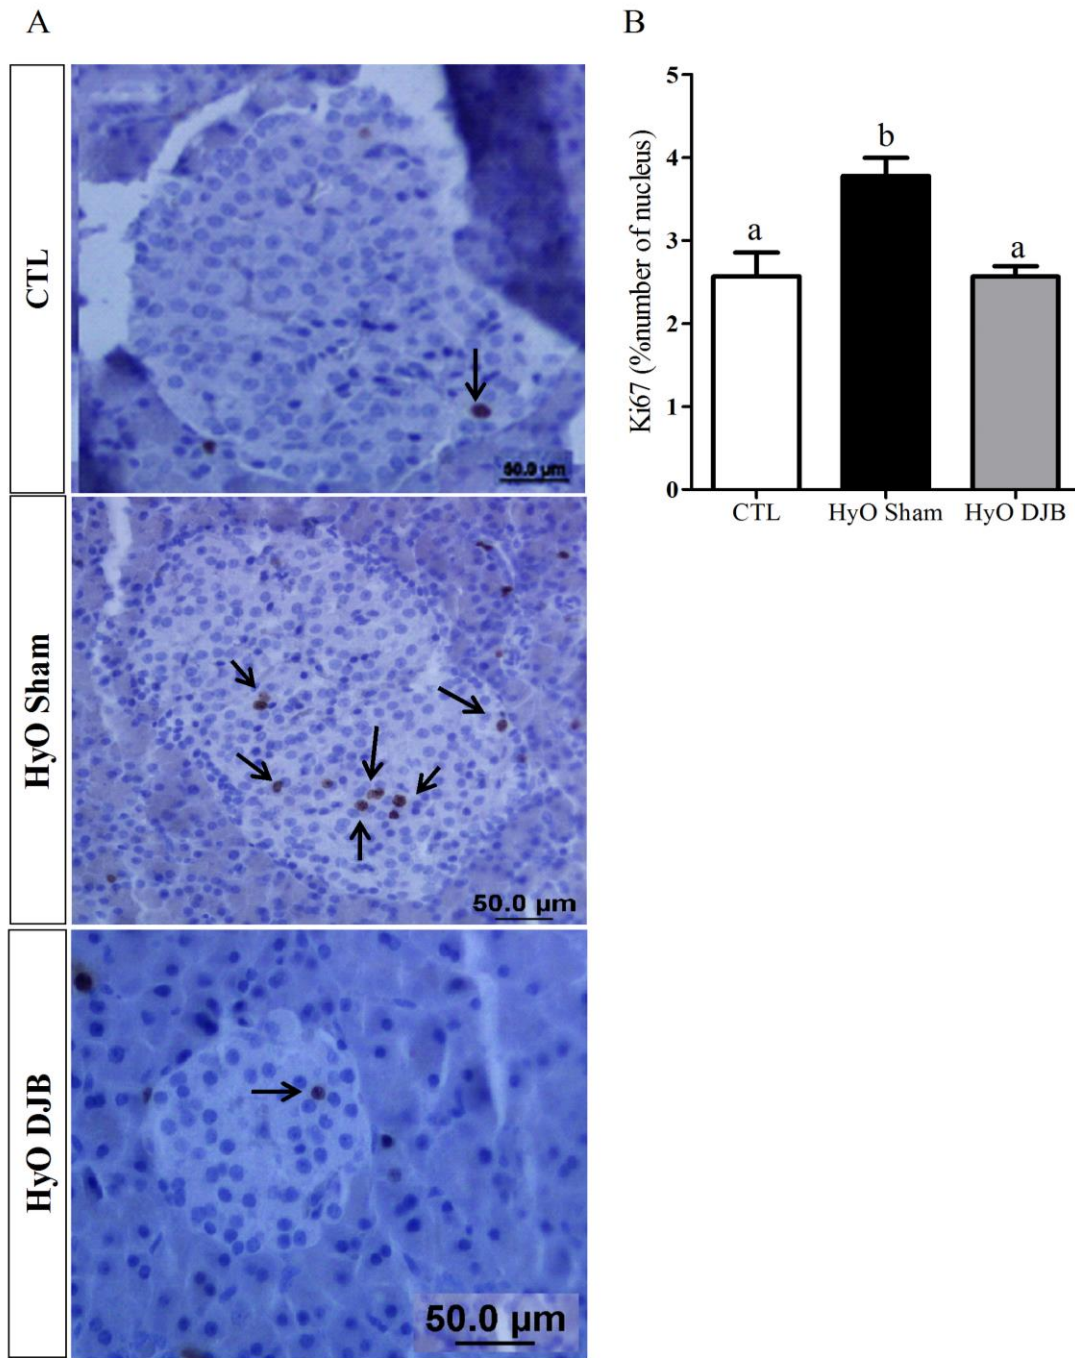 A
CTL
50.0 µm
HyO Sham
50.0 µm
HyO DJB
50.0 µm
B
Ki67 (%number of nucleus)
5
4
3
2
1
0
a
b
a
CTL
HyO Sham
HyO DJB